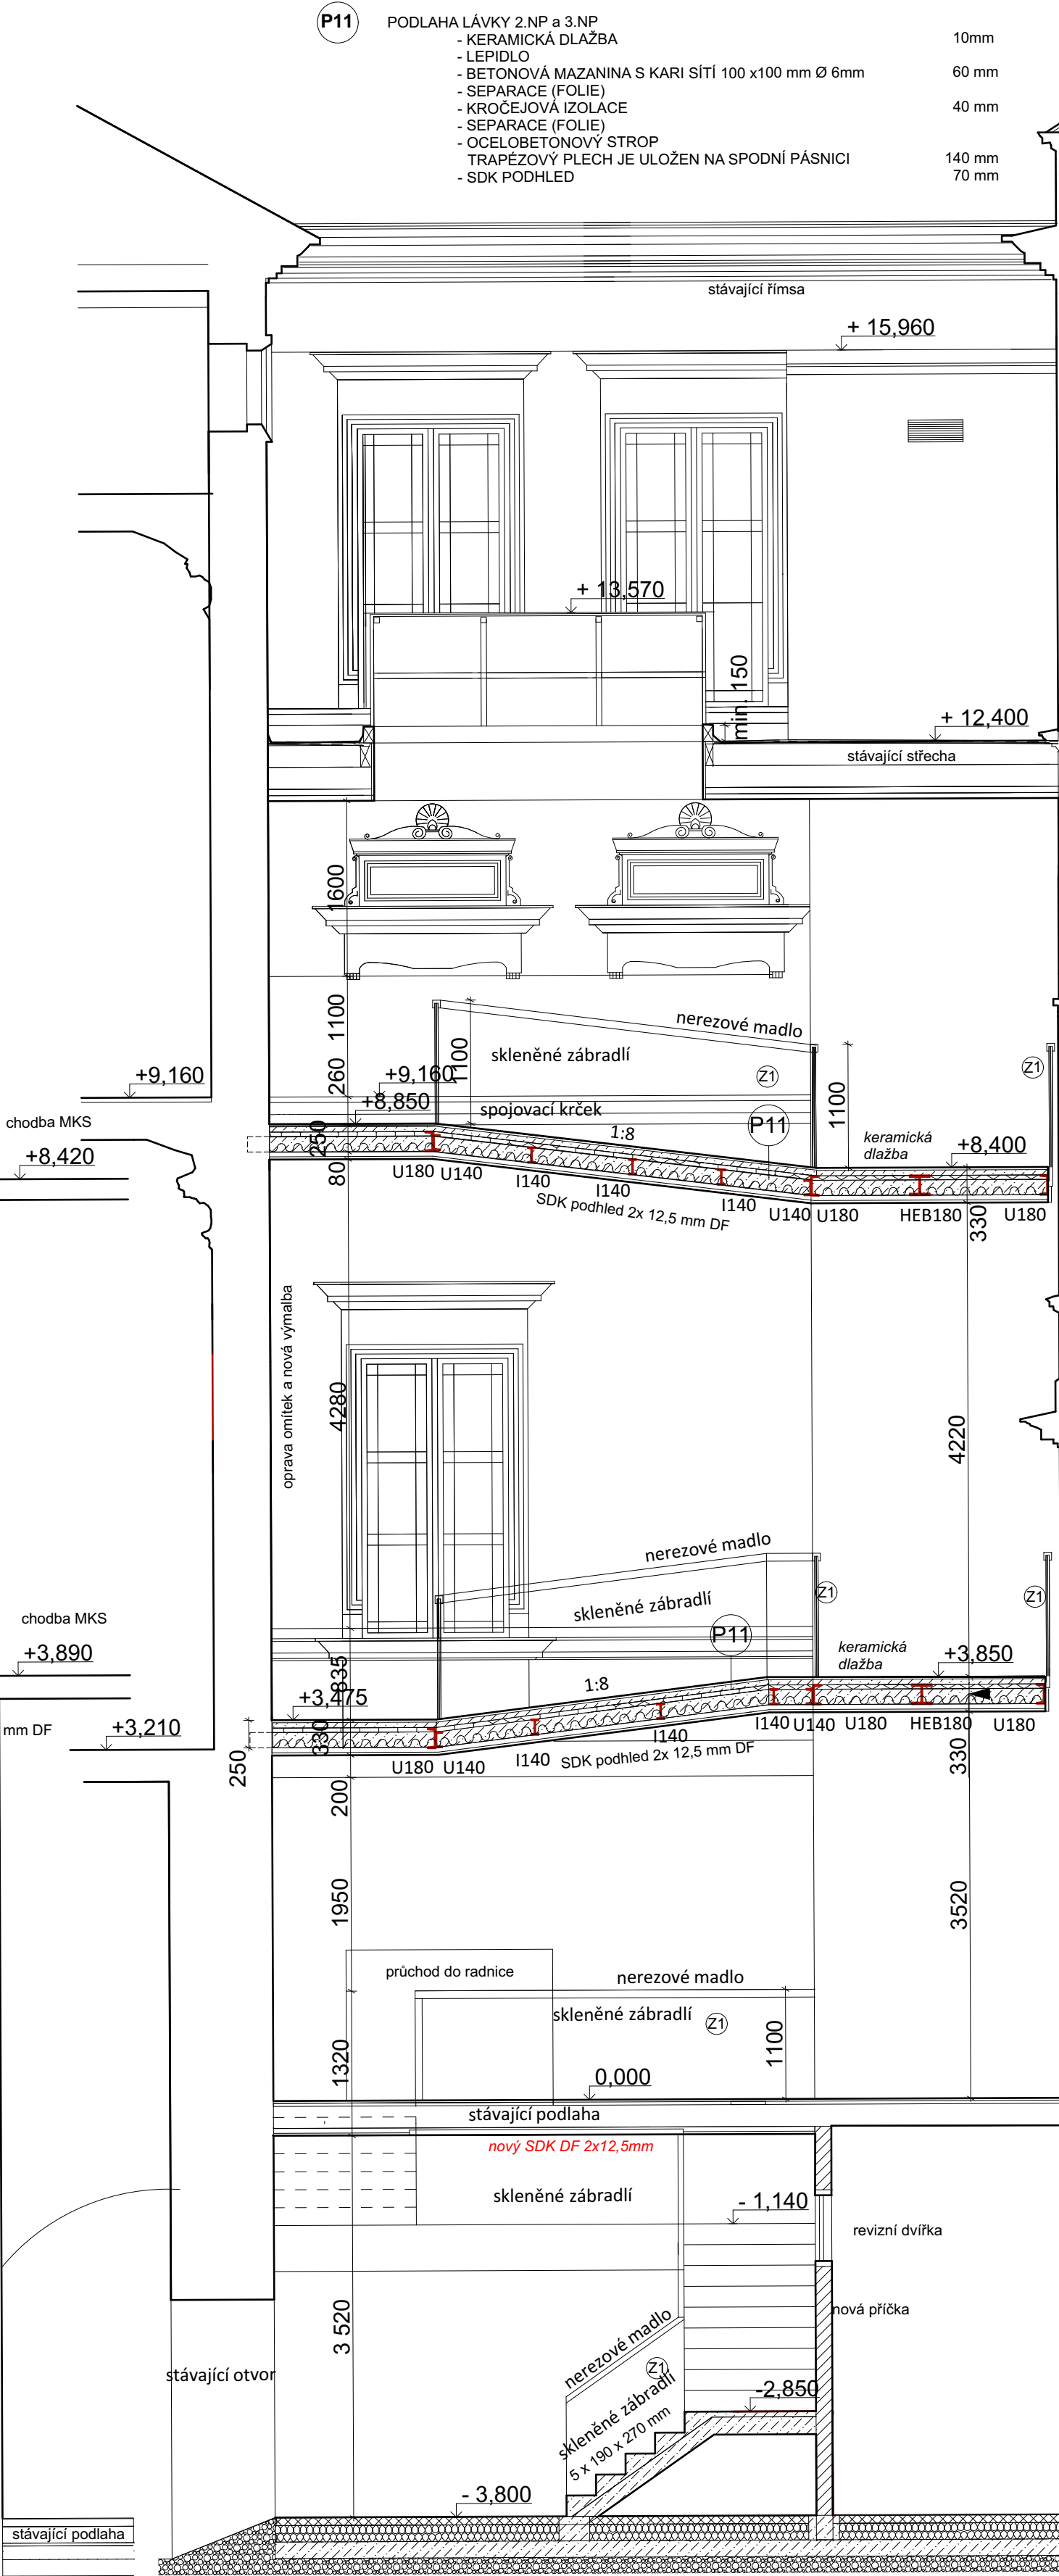 P11 PODLAHA LÁVKY 2.NP a 3.NP
- KERAMICKÁ DLAŽBA 10mm
- LEPIDLO
- BETONOVÁ MAZANINA S KARI SÍTÍ 100 x100 mm Ø 6mm 60 mm
- SEPARACE (FOLIE)
- KROČEJOVÁ IZOLACE 40 mm
- SEPARACE (FOLIE)
- OCELOBETONOVÝ STROP
TRAPÉZOVÝ PLECH JE ULOŽEN NA SPODNÍ PÁSNICI 140 mm
- SDK PODHLED 70 mm
stávající římsa
+ 15,960
+ 13,570
min. 150
+ 12,400
stávající střecha
1600
1100
nerezové madlo
skleněné zábradlí
1100
Z1
Z1
260
+9,160
+9,160
1100
+8,850
spojovací krček
P11
chodba MKS
1:8
keramická
dlažba
+8,400
250
+8,420
80
U180
U140
I140
I140
I140
U140
U180
HEB180
U180
SDK podhled 2x 12,5 mm DF
330
oprava omítek a nová výmalba
4280
4220
nerezové madlo
Z1
Z1
skleněné zábradlí
chodba MKS
P11
keramická
dlažba
+3,890
+3,850
835
1:8
+3,475
mm DF
+3,210
330
I140
I140
I140
U140
U180
HEB180
U180
250
U180
U140
SDK podhled 2x 12,5 mm DF
330
200
1950
3520
průchod do radnice
nerezové madlo
skleněné zábradlí
Z1
1100
1320
0,000
stávající podlaha
nový SDK DF 2x12,5mm
skleněné zábradlí
- 1,140
revizní dvířka
nová příčka
3 520
nerezové madlo
stávající otvor
Z1
skleněné zábradlí
-2,850
5 x 190 x 270 mm
- 3,800
stávající podlaha